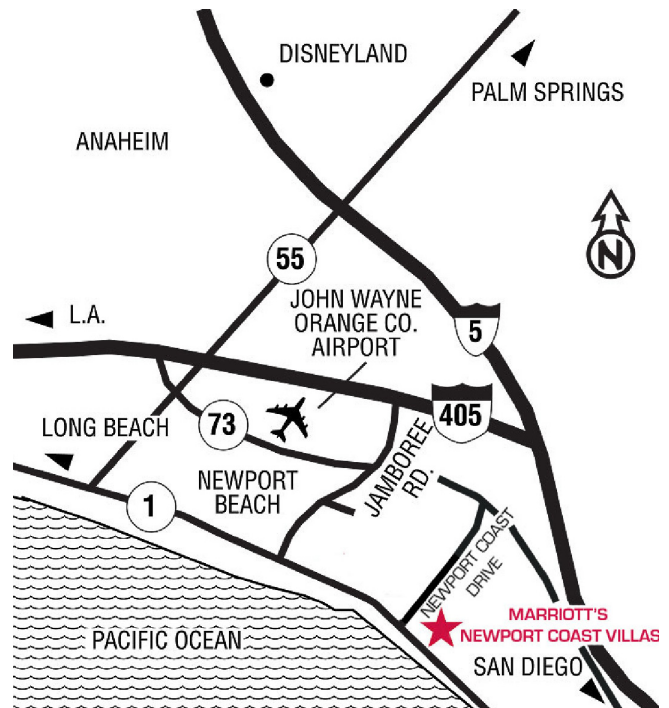 DISNEYLAND
PALM SPRINGS
ANAHEIM
N
55
JOHN WAYNE
ORANGE CO.
AIRPORT
L.A.
5
405
LONG BEACH
73
JAMBOREE
RD.
NEWPORT
BEACH
1
NEWPORT COAST
DRIVE
MARRIOTT'S
NEWPORT COAST VILLAS
PACIFIC OCEAN
SAN DIEGO